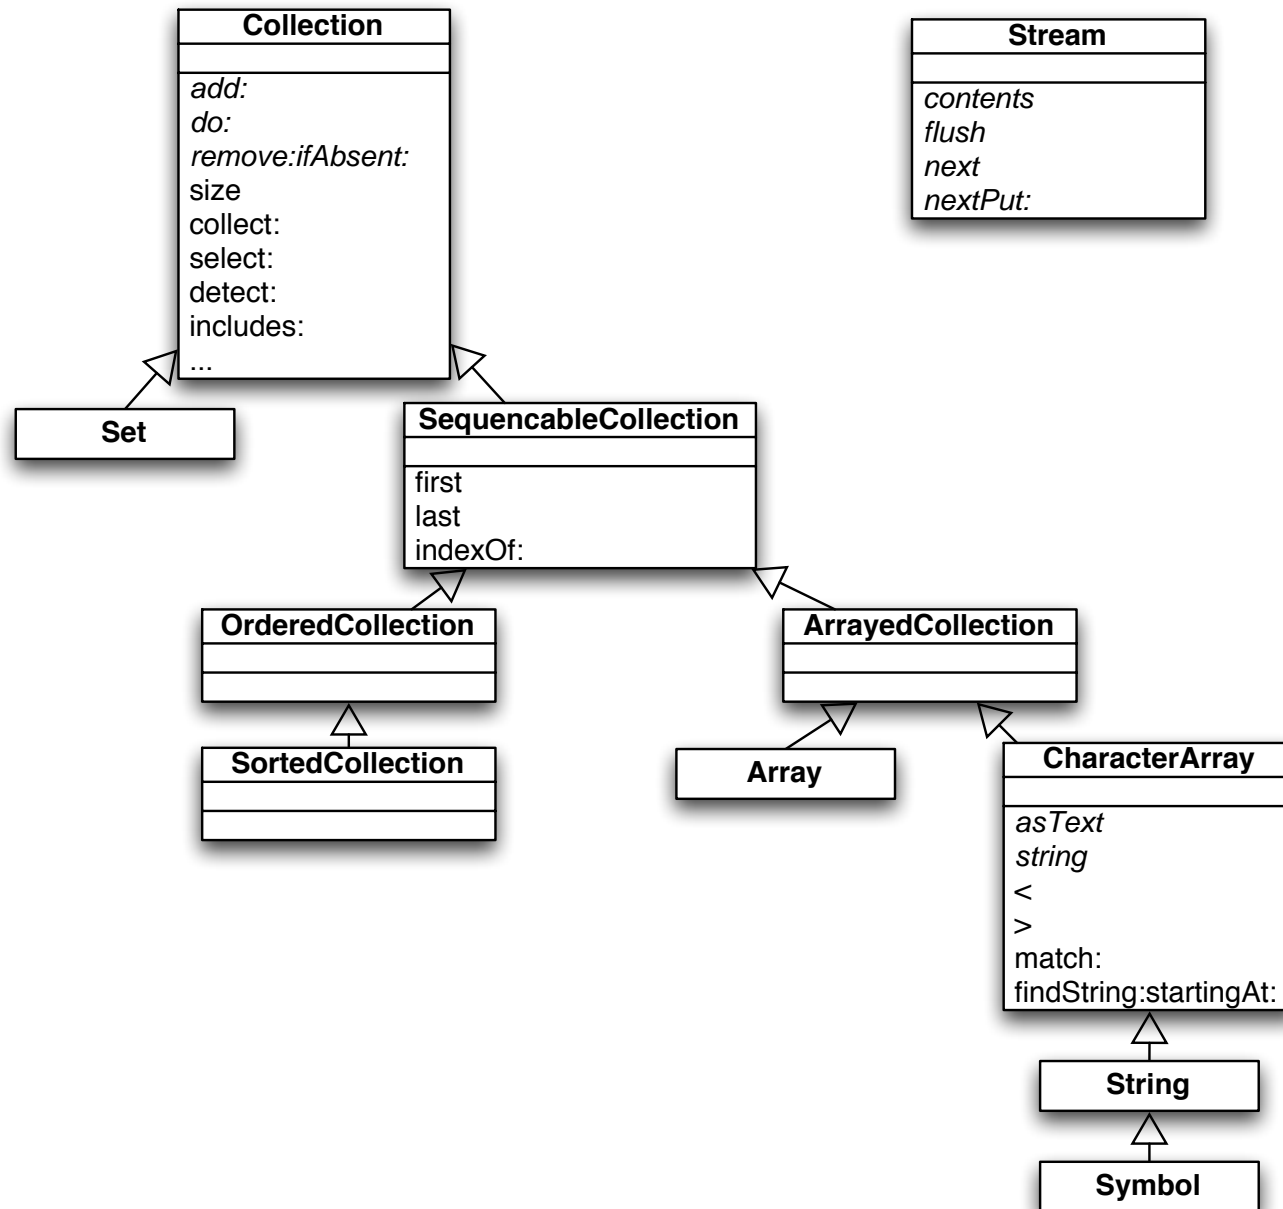 Collection
add:
do:
remove:ifAbsent:
size
collect:
select:
detect:
includes:
...
Stream
contents
flush
next
nextPut:
Set
SequencableCollection
first
last
indexOf:
OrderedCollection
ArrayedCollection
SortedCollection
Array
CharacterArray
asText
string
<
>
match:
findString:startingAt:
String
Symbol